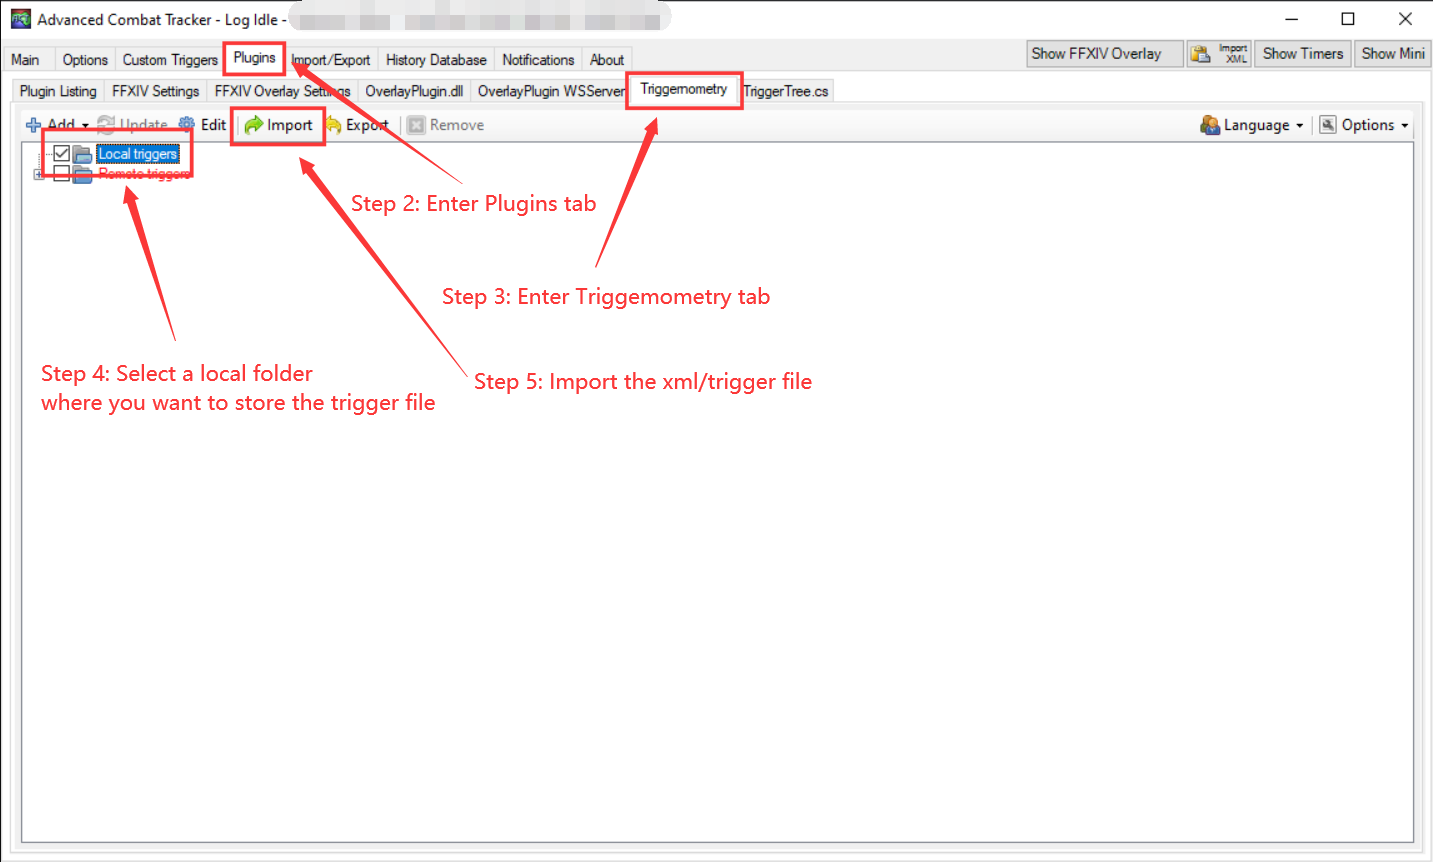 Advanced Combat Tracker - Log Idle -
Main Options Custom Triggers Plugins Import/Export History Database Notifications About
Show FFXIV Overlay Import XML Show Timers Show Mini
Plugin Listing FFXIV Settings FFXIV Overlay Settings OverlayPlugin.dll OverlayPlugin WSServer Triggernometry TriggerTree.cs
Add Update Edit Import Export Remove Language Options
Local triggers
Remote triggers
Step 2: Enter Plugins tab
Step 3: Enter Triggernometry tab
Step 4: Select a local folder
where you want to store the trigger file
Step 5: Import the xml/trigger file